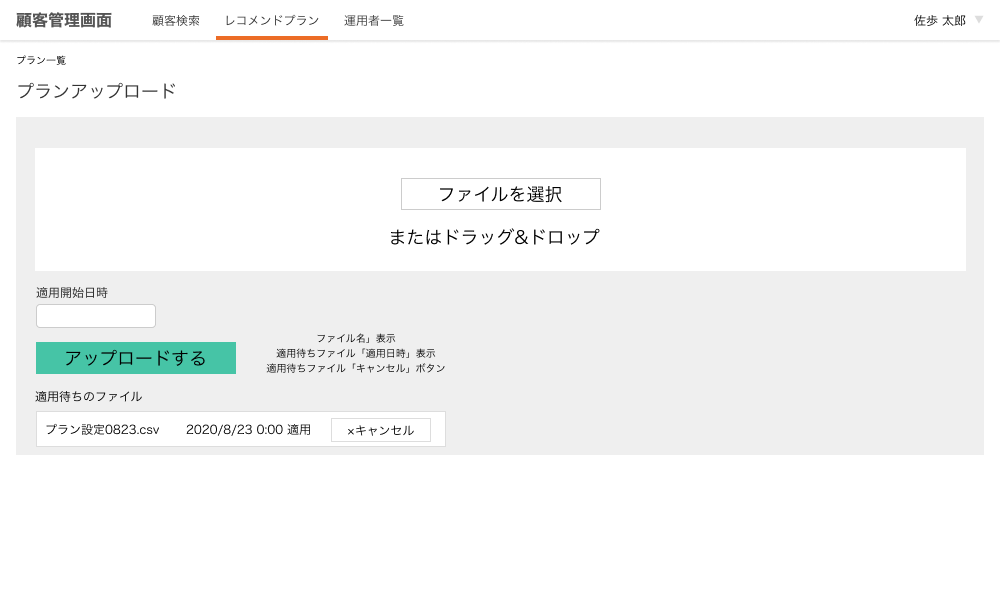 顧客管理画面 顧客検索 レコメンドプラン 運用者一覧 佐歩 太郎
プラン一覧
プランアップロード
ファイルを選択
またはドラッグ&ドロップ
適用開始日時
アップロードする
ファイル名」表示
適用待ちファイル「適用日時」表示
適用待ちファイル「キャンセル」ボタン
適用待ちのファイル
プラン設定0823.csv 2020/8/23 0:00 適用 ×キャンセル